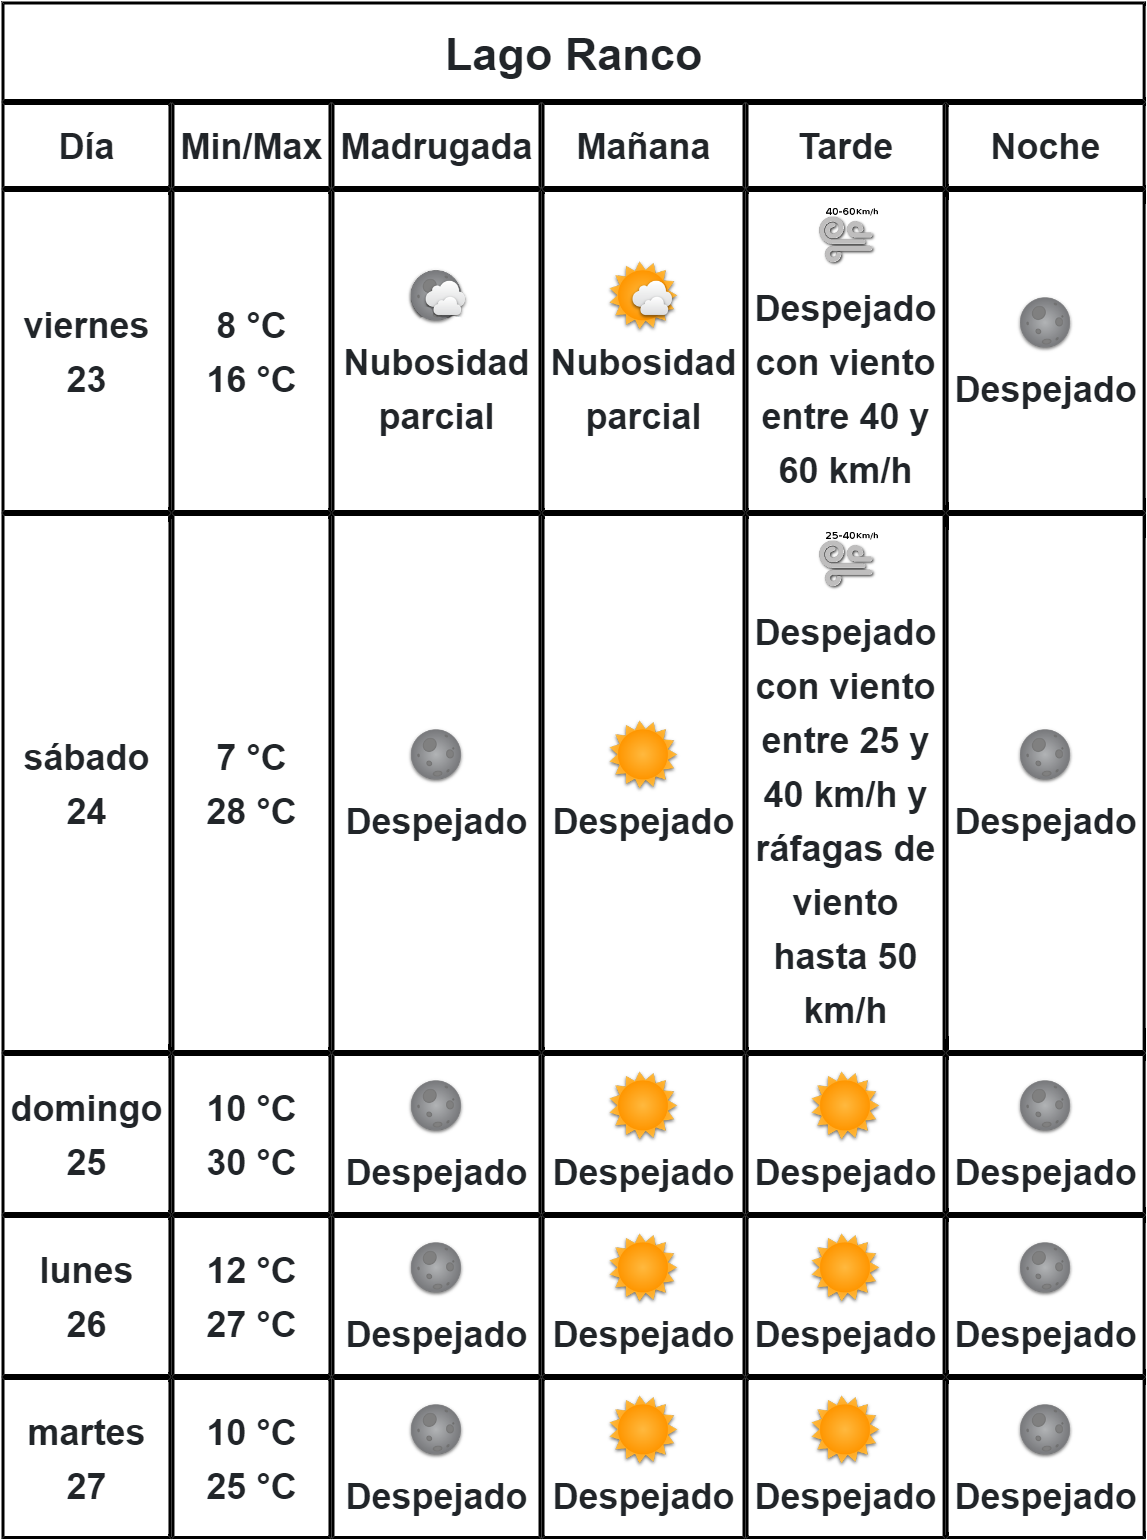 Lago Ranco
Día Min/Max Madrugada Mañana Tarde Noche
viernes
23
8 °C
16 °C
Nubosidad
parcial
Nubosidad
parcial
40-60Km/h
Despejado
con viento
entre 40 y
60 km/h
Despejado
sábado
24
7 °C
28 °C
Despejado
Despejado
25-40Km/h
Despejado
con viento
entre 25 y
40 km/h y
ráfagas de
viento
hasta 50
km/h
Despejado
domingo
25
10 °C
30 °C
Despejado
Despejado
Despejado
Despejado
lunes
26
12 °C
27 °C
Despejado
Despejado
Despejado
Despejado
martes
27
10 °C
25 °C
Despejado
Despejado
Despejado
Despejado